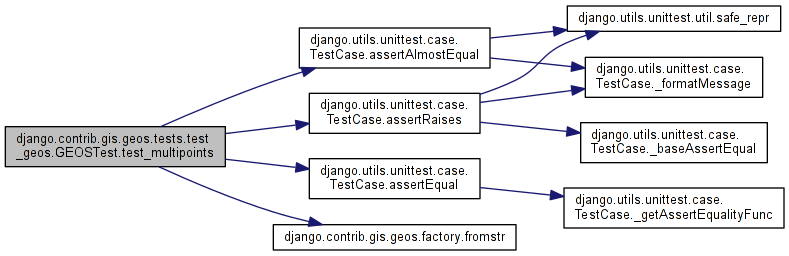 django.utils.unittest.util.safe_repr
django.utils.unittest.case.
TestCase.assertAlmostEqual
django.utils.unittest.case.
TestCase._formatMessage
django.utils.unittest.case.
TestCase.assertRaises
django.contrib.gis.geos.tests.test
_geos.GEOSTest.test_multipoints
django.utils.unittest.case.
TestCase._baseAssertEqual
django.utils.unittest.case.
TestCase.assertEqual
django.utils.unittest.case.
TestCase._getAssertEqualityFunc
django.contrib.gis.geos.factory.fromstr